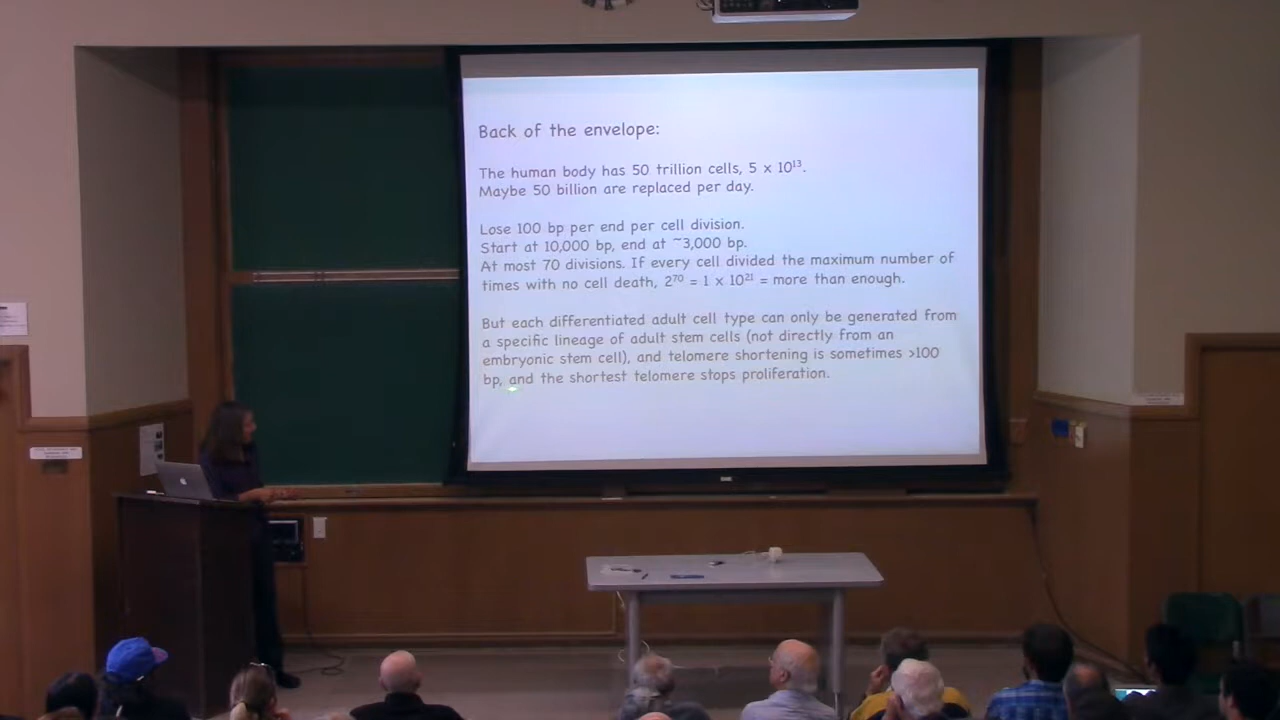 Back of the envelope:
The human body has 50 trillion cells, 5 x 10¹³.
Maybe 50 billion are replaced per day.
Lose 100 bp per end per cell division.
Start at 10,000 bp, end at ~3,000 bp.
At most 70 divisions. If every cell divided the maximum number of
times with no cell death, 2⁷⁰ = 1 x 10²¹ = more than enough.
But each differentiated adult cell type can only be generated from
a specific lineage of adult stem cells (not directly from an
embryonic stem cell), and telomere shortening is sometimes >100
bp, and the shortest telomere stops proliferation.